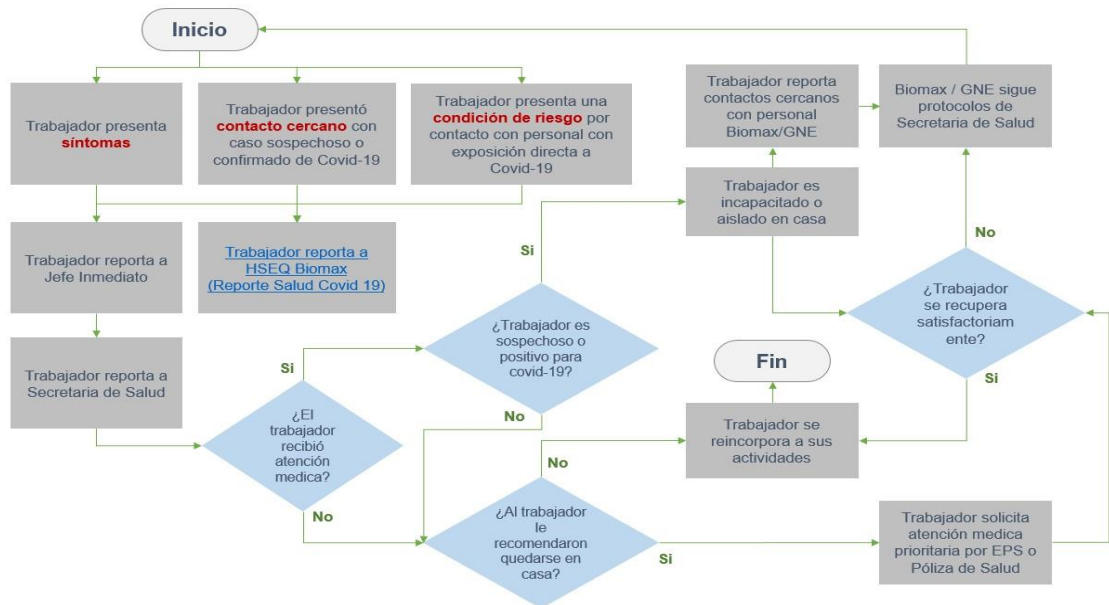 Inicio
Trabajador presenta
síntomas
Trabajador presentó
contacto cercano con
caso sospechoso o
confirmado de Covid-19
Trabajador presenta una
condición de riesgo por
contacto con personal con
exposición directa a
Covid-19
Trabajador reporta
contactos cercanos
con personal
Biomax/GNE
Biomax / GNE sigue
protocolos de
Secretaria de Salud
Trabajador es
incapacitado o
aislado en casa
Si
No
Trabajador reporta a
Jefe Inmediato
Trabajador reporta a
HSEQ Biomax
(Reporte Salud Covid 19)
¿Trabajador es
sospechoso o
positivo para
covid-19?
¿Trabajador
se recupera
satisfactoriam
ente?
Fin
Trabajador reporta a
Secretaria de Salud
Si
No
Si
¿El
trabajador
recibió
atención
medica?
Trabajador se
reincorpora a sus
actividades
No
No
¿Al trabajador
le
recomendaron
quedarse en
casa?
Si
Trabajador solicita
atención medica
prioritaria por EPS o
Póliza de Salud